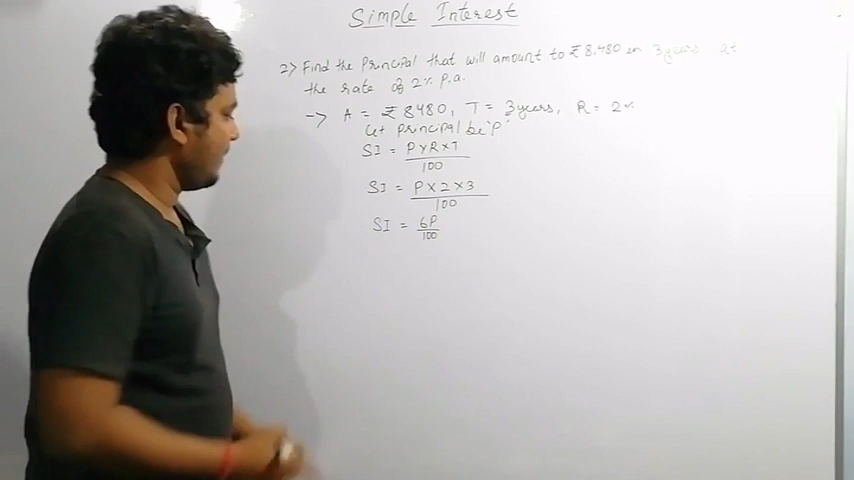 Simple Interest
2> Find the Principal that will amount to ₹ 8,480 in 3 years at
the rate of 2% p.a.
-> A = ₹ 8480, T = 3 years, R = 2%
Let principal be 'P'
SI = P×R×T
100
SI = P×2×3
100
SI = 6P
100